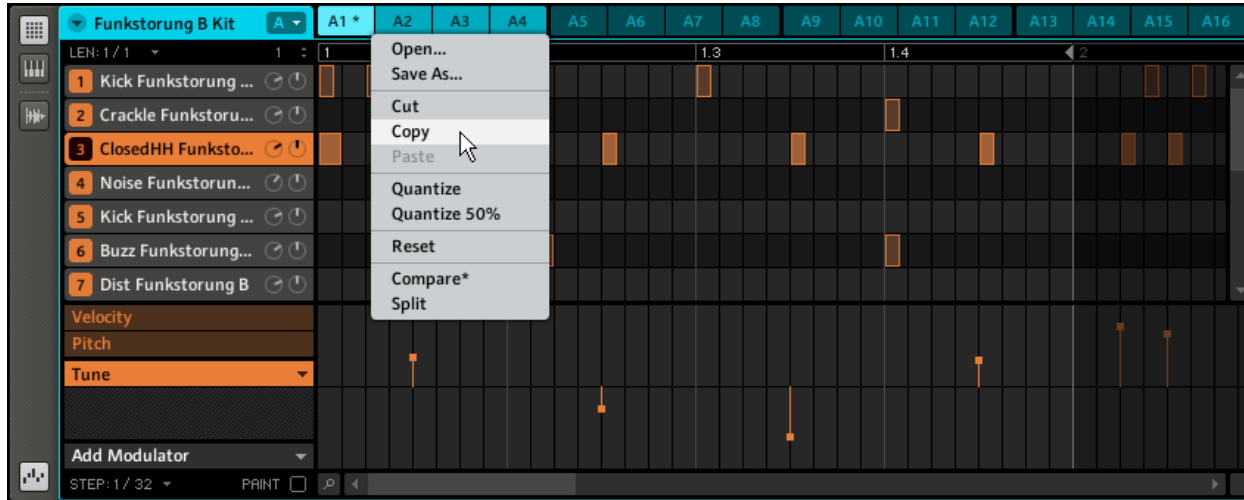 Funkstorung B Kit A A1 * A2 A3 A4 A5 A6 A7 A8 A9 A10 A11 A12 A13 A14 A15 A16
LEN: 1 / 1 1 1 1.3 1.4 2
1 Kick Funkstorung ...
2 Crackle Funkstoru...
3 ClosedHH Funksto...
4 Noise Funkstorun...
5 Kick Funkstorung ...
6 Buzz Funkstorung...
7 Dist Funkstorung B
Open...
Save As...
Cut
Copy
Paste
Quantize
Quantize 50%
Reset
Compare*
Split
Velocity
Pitch
Tune
Add Modulator
STEP: 1 / 32 PAINT